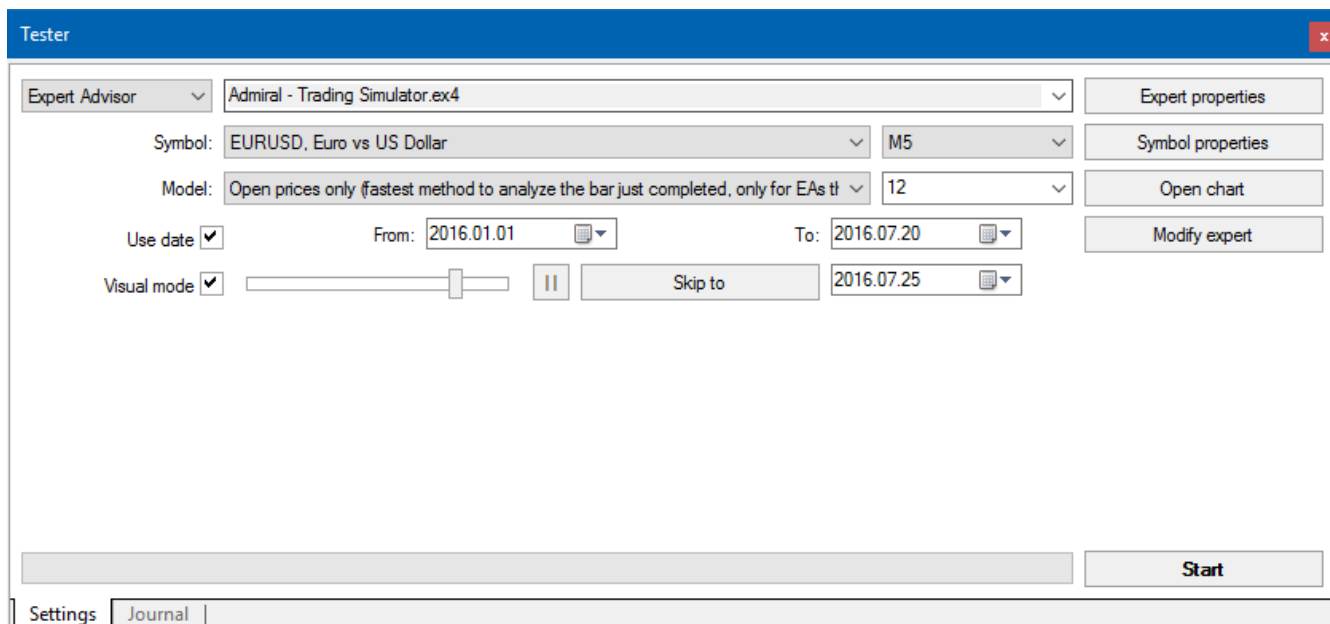 Tester
x
Expert Advisor Admiral - Trading Simulator.ex4 Expert properties
Symbol: EURUSD, Euro vs US Dollar M5 Symbol properties
Model: Open prices only (fastest method to analyze the bar just completed, only for EAs th 12 Open chart
Use date From: 2016.01.01 To: 2016.07.20 Modify expert
Visual mode Skip to 2016.07.25
Start
Settings Journal